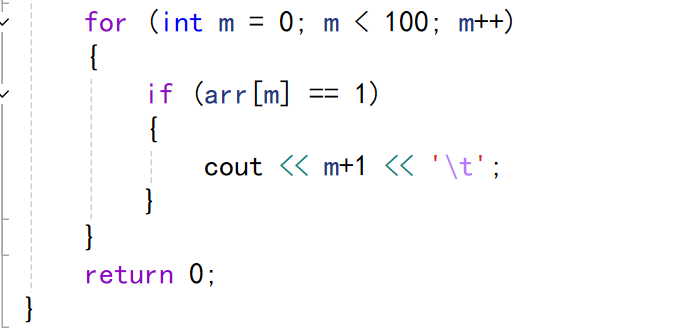 for (int m = 0; m < 100; m++)
{
if (arr[m] == 1)
{
cout << m+1 << '\t';
}
}
return 0;
}